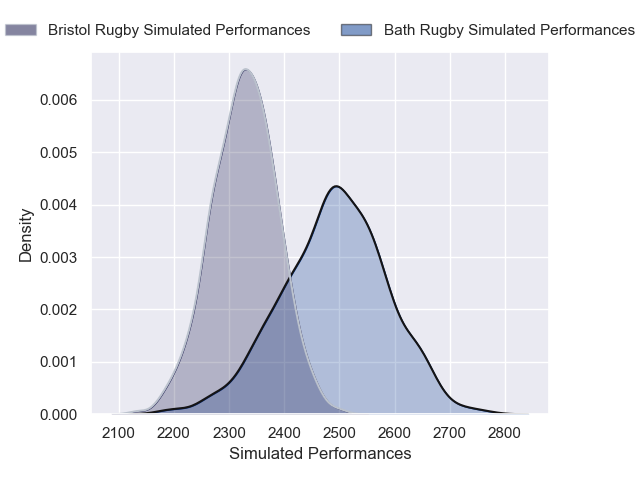 Bristol Rugby Simulated Performances
Bath Rugby Simulated Performances
0.006
0.005
0.004
0.003
0.002
0.001
0.000
Density
2100 2200 2300 2400 2500 2600 2700 2800
Simulated Performances